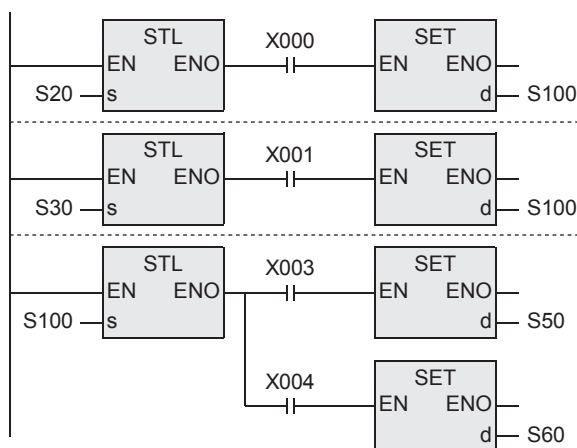 STL X000 SET
EN ENO EN ENO
S20 s d S100
STL X001 SET
EN ENO EN ENO
S30 s d S100
STL X003 SET
EN ENO EN ENO
S100 s d S50
X004 SET
EN ENO
d S60